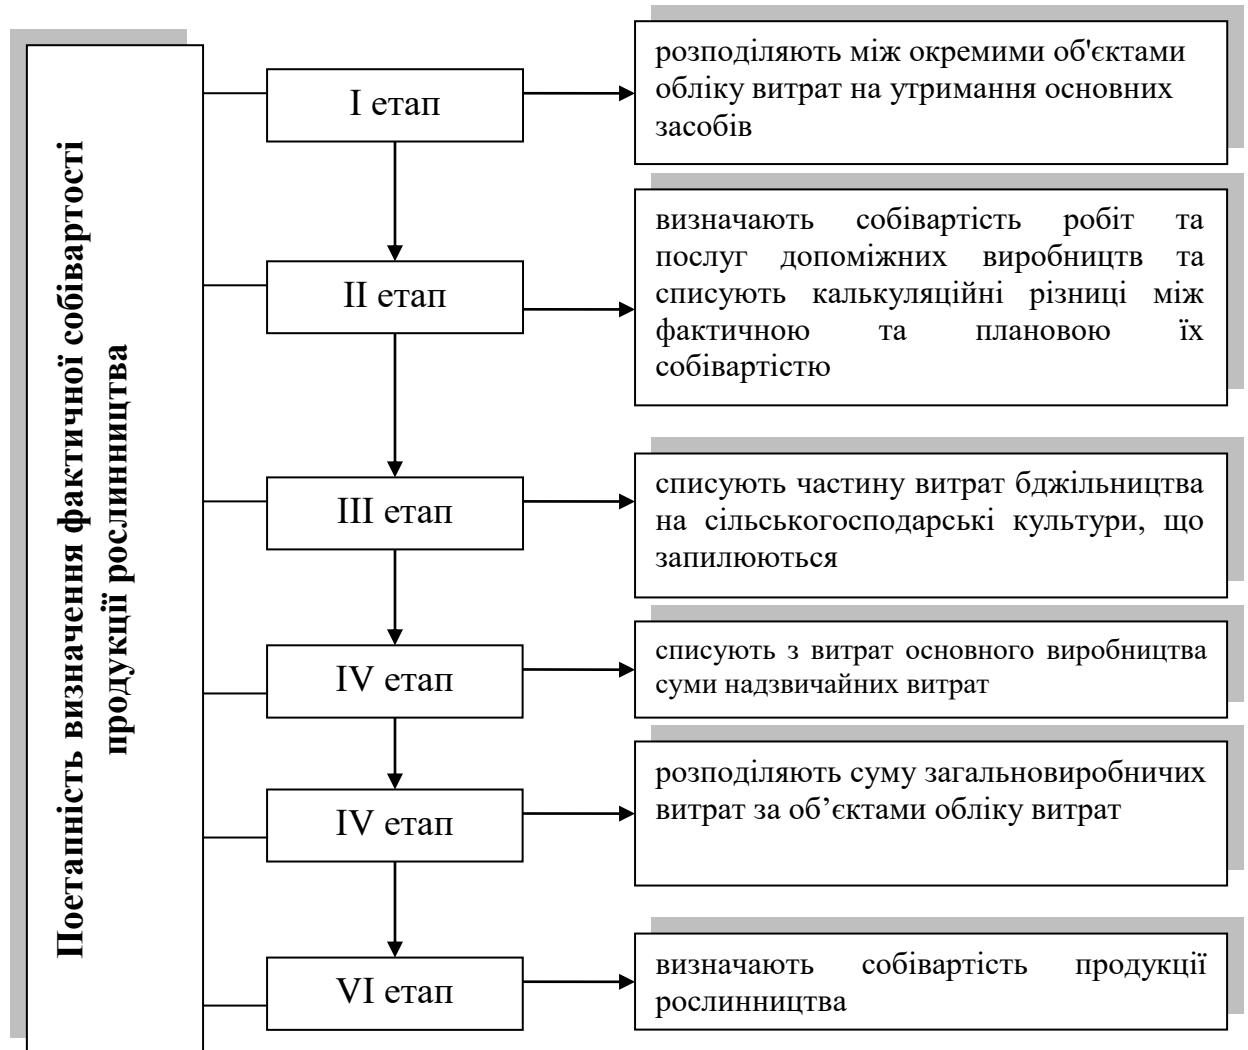 Поетапність визначення фактичної собівартості
продукції рослинництва
I етап
розподіляють між окремими об'єктами
обліку витрат на утримання основних
засобів
II етап
визначають собівартість робіт та
послуг допоміжних виробництв та
списують калькуляційні різниці між
фактичною та плановою їх
собівартістю
III етап
списують частину витрат бджільництва
на сільськогосподарські культури, що
запилюються
IV етап
списують з витрат основного виробництва
суми надзвичайних витрат
IV етап
розподіляють суму загальновиробничих
витрат за об’єктами обліку витрат
VI етап
визначають собівартість продукції
рослинництва